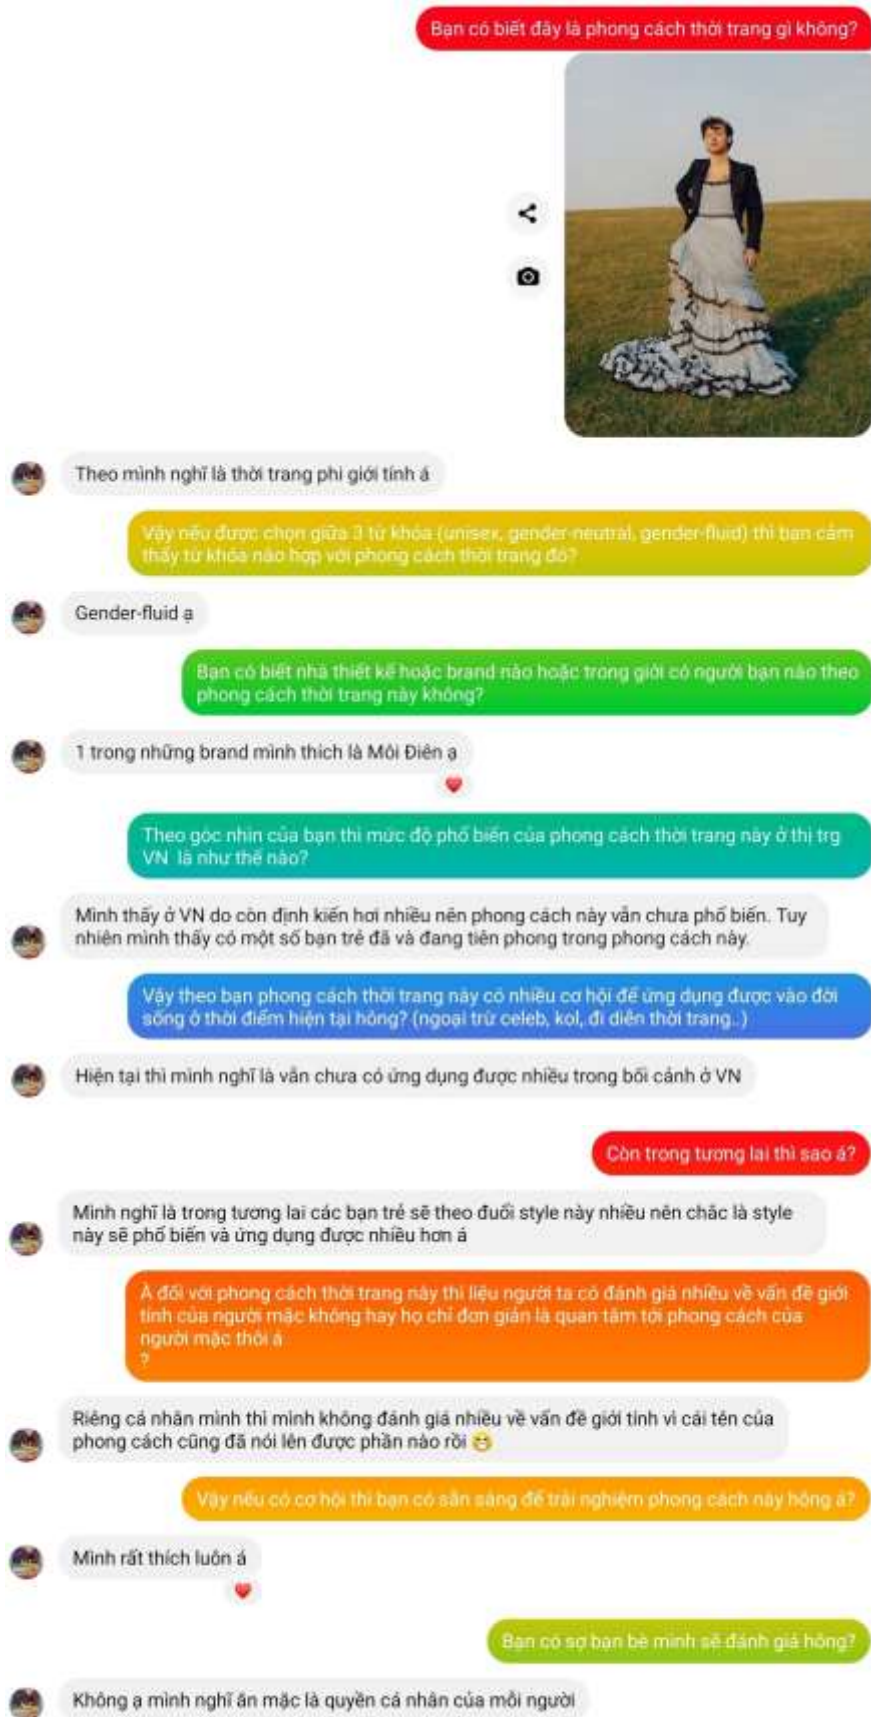 Bạn có biết đây là phong cách thời trang gì không?
Theo mình nghĩ là thời trang phi giới tính á
Vậy nếu được chọn giữa 3 từ khóa (unisex, gender-neutral, gender-fluid) thì bạn cảm
thấy từ khóa nào hợp với phong cách thời trang đó?
Gender-fluid ạ
Bạn có biết nhà thiết kế hoặc brand nào hoặc trong giới có người bạn nào theo
phong cách thời trang này không?
1 trong những brand mình thích là Môi Điên ạ
Theo góc nhìn của bạn thì mức độ phổ biến của phong cách thời trang này ở thị trg
VN là như thế nào?
Mình thấy ở VN do còn định kiến hơi nhiều nên phong cách này vẫn chưa phổ biến. Tuy
nhiên mình thấy có một số bạn trẻ đã và đang tiên phong trong phong cách này.
Vậy theo bạn phong cách thời trang này có nhiều cơ hội để ứng dụng được vào đời
sống ở thời điểm hiện tại hông? (ngoại trừ celeb, kol, đi diễn thời trang..)
Hiện tại thì mình nghĩ là vẫn chưa có ứng dụng được nhiều trong bối cảnh ở VN
Còn trong tương lai thì sao á?
Mình nghĩ là trong tương lai các bạn trẻ sẽ theo đuổi style này nhiều nên chắc là style
này sẽ phổ biến và ứng dụng được nhiều hơn á
À đối với phong cách thời trang này thì liệu người ta có đánh giá nhiều về vấn đề giới
tính của người mặc không hay họ chỉ đơn giản là quan tâm tới phong cách của
người mặc thôi á
?
Riêng cá nhân mình thì mình không đánh giá nhiều về vấn đề giới tính vì cái tên của
phong cách cũng đã nói lên được phần nào rồi 😁
Vậy nếu có cơ hội thì bạn có sẵn sàng để trải nghiệm phong cách này hông á?
Mình rất thích luôn á
Bạn có sợ bạn bè mình sẽ đánh giá hông?
Không ạ mình nghĩ ăn mặc là quyền cá nhân của mỗi người